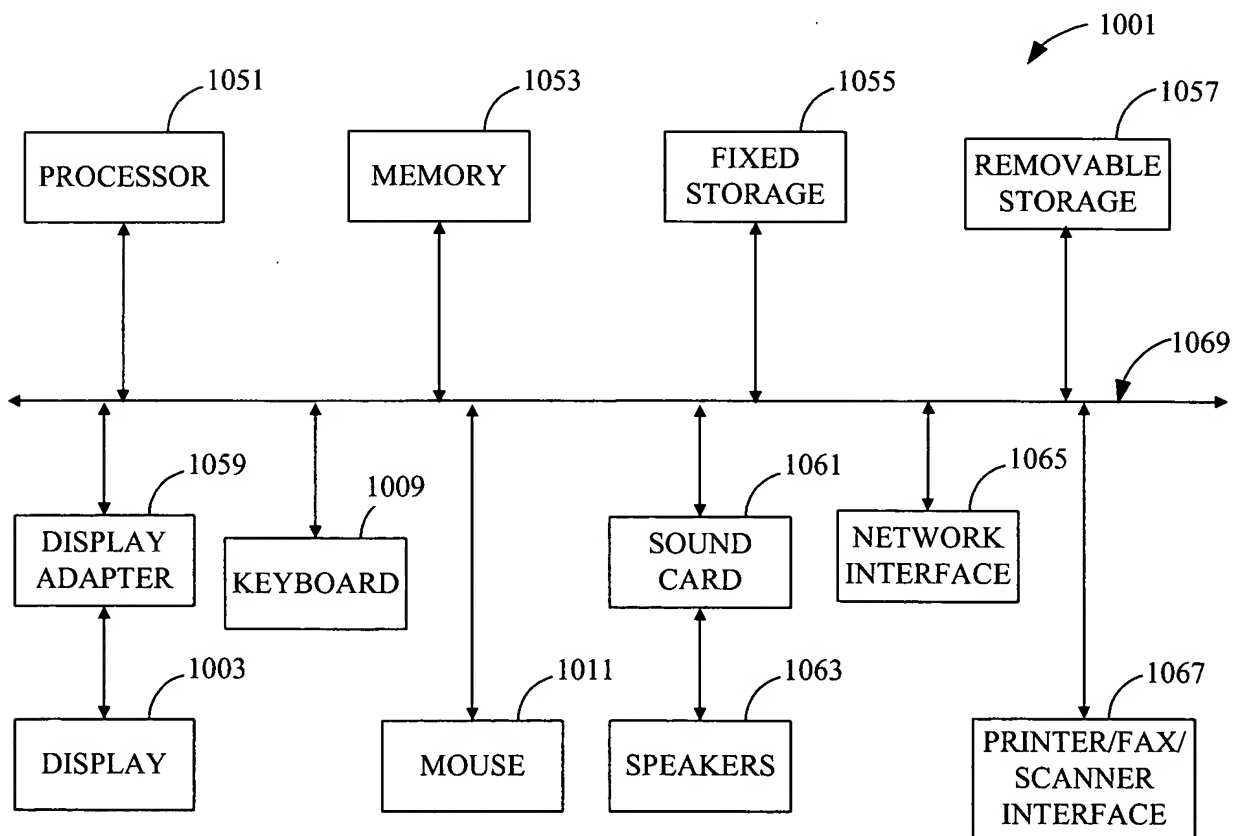 1001
1051
1053
1055
1057
PROCESSOR
MEMORY
FIXED
STORAGE
REMOVABLE
STORAGE
1069
1059
1009
1061
1065
DISPLAY
ADAPTER
KEYBOARD
SOUND
CARD
NETWORK
INTERFACE
1003
1011
1063
1067
DISPLAY
MOUSE
SPEAKERS
PRINTER/FAX/
SCANNER
INTERFACE